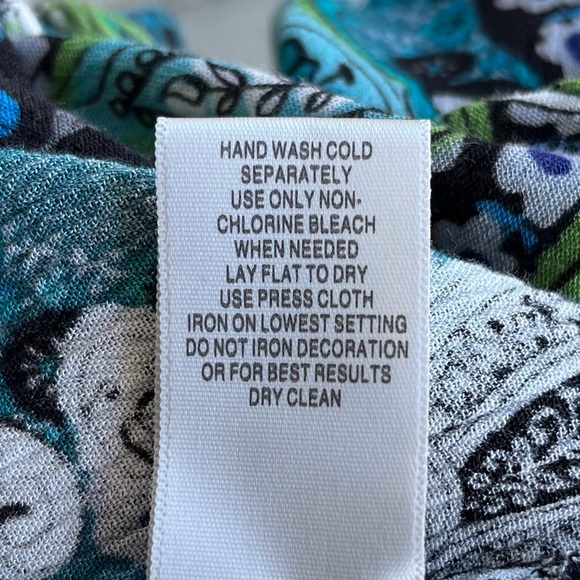 HAND WASH COLD
SEPARATELY
USE ONLY NON-
CHLORINE BLEACH
WHEN NEEDED
LAY FLAT TO DRY
USE PRESS CLOTH
IRON ON LOWEST SETTING
DO NOT IRON DECORATION
OR FOR BEST RESULTS
DRY CLEAN